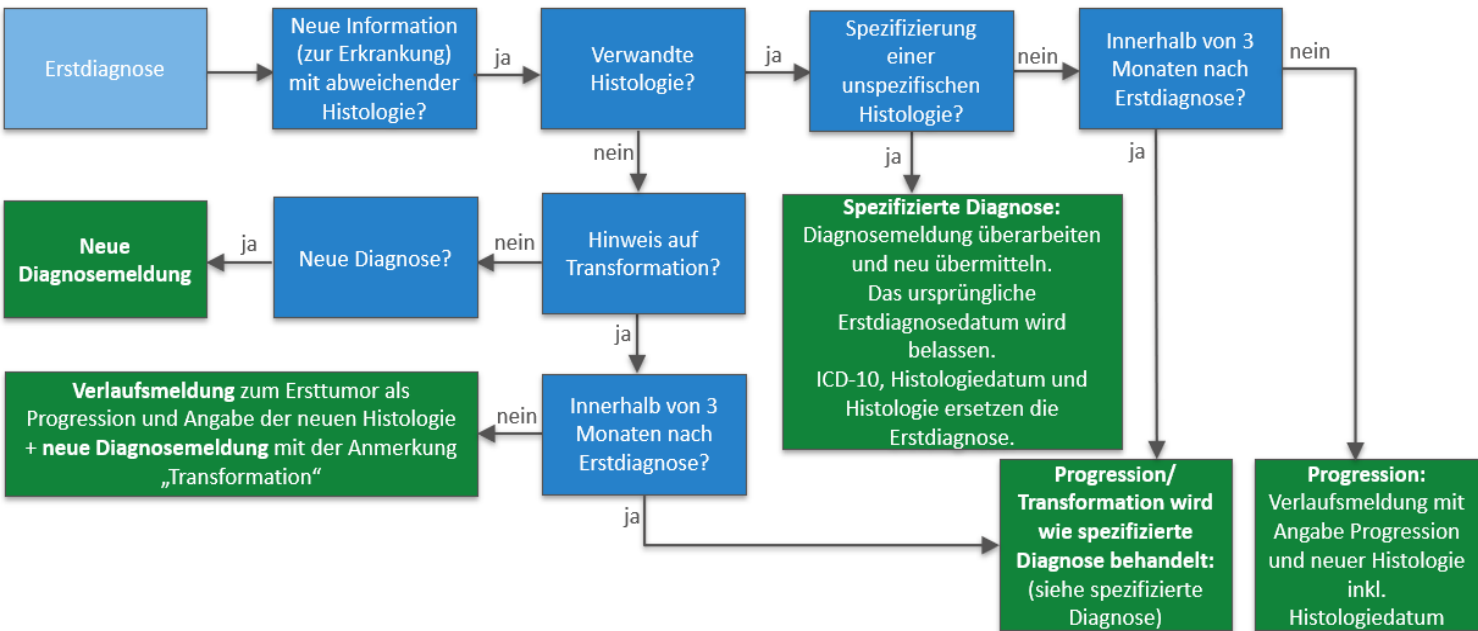 Erstdiagnose
Neue Information
(zur Erkrankung)
mit abweichender
Histologie?
ja
Verwandte
Histologie?
ja
Spezifizierung
einer
unspezifischen
Histologie?
nein
Innerhalb von 3
Monaten nach
Erstdiagnose?
nein
nein
ja
ja
Neue
Diagnosemeldung
ja
Neue Diagnose?
nein
Hinweis auf
Transformation?
Spezifizierte Diagnose:
Diagnosemeldung überarbeiten
und neu übermitteln.
Das ursprüngliche
Erstdiagnosedatum wird
belassen.
ICD-10, Histologiedatum und
Histologie ersetzen die
Erstdiagnose.
ja
Verlaufsmeldung zum Ersttumor als
Progression und Angabe der neuen Histologie
+ neue Diagnosemeldung mit der Anmerkung
„Transformation“
nein
Innerhalb von 3
Monaten nach
Erstdiagnose?
ja
Progression/
Transformation wird
wie spezifizierte
Diagnose behandelt:
(siehe spezifizierte
Diagnose)
Progression:
Verlaufsmeldung mit
Angabe Progression
und neuer Histologie
inkl.
Histologiedatum